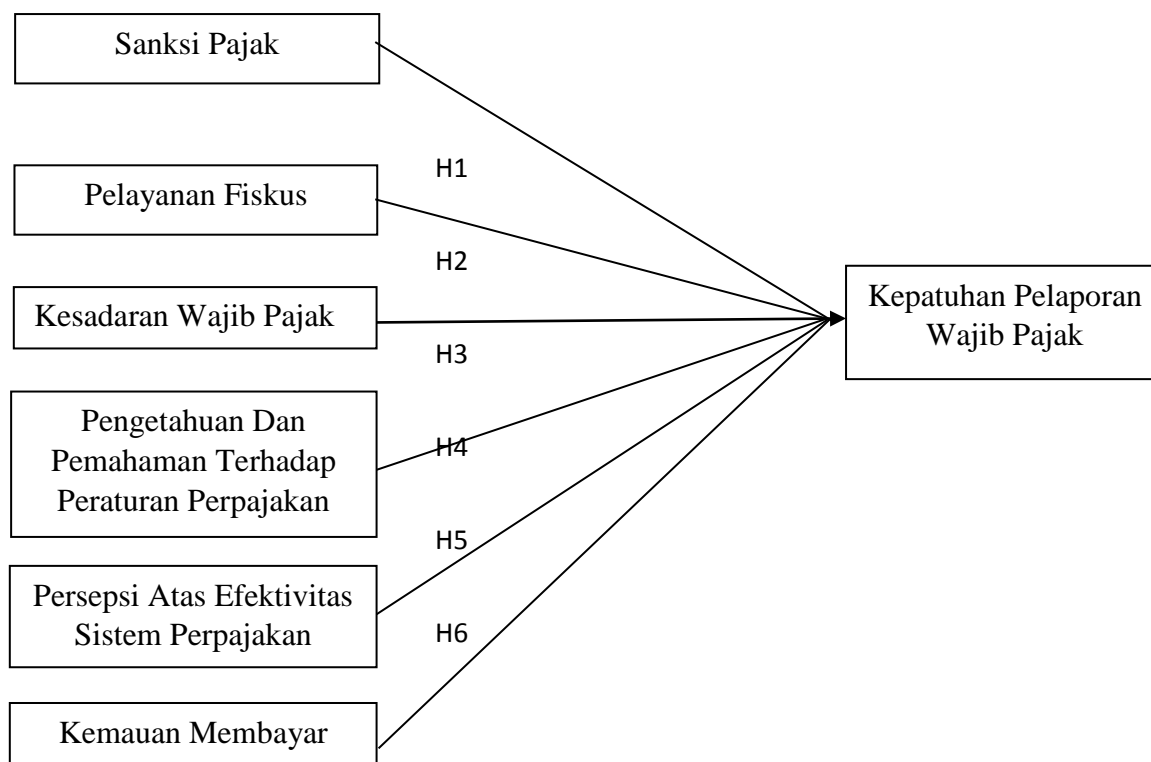 Sanksi Pajak
H1
Pelayanan Fiskus
H2
Kesadaran Wajib Pajak
H3
Pengetahuan Dan
Pemahaman Terhadap
Peraturan Perpajakan
H4
H5
Persepsi Atas Efektivitas
Sistem Perpajakan
H6
Kemauan Membayar
Kepatuhan Pelaporan
Wajib Pajak